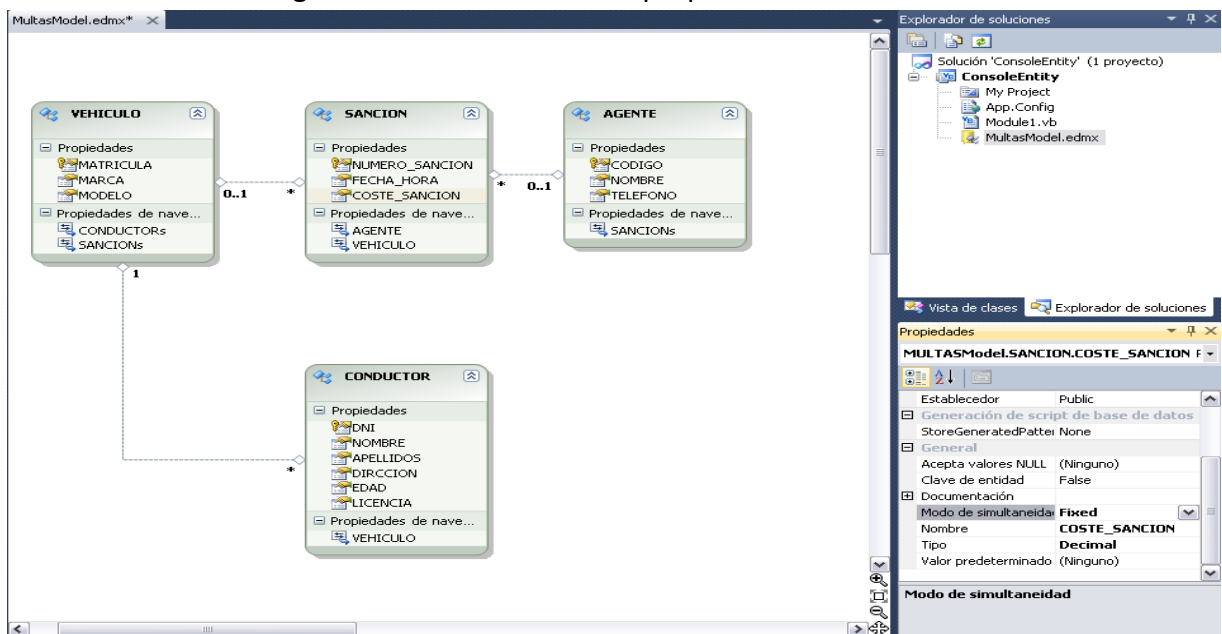 MultasModel.edmx*
VEHICULO
Propiedades
MATRICULA
MARCA
MODELO
Propiedades de nave...
CONDUCTORs
SANCIONs
0..1
*
SANCION
Propiedades
NUMERO_SANCION
FECHA_HORA
COSTE_SANCION
Propiedades de nave...
AGENTE
VEHICULO
*
0..1
AGENTE
Propiedades
CODIGO
NOMBRE
TELEFONO
Propiedades de nave...
SANCIONs
1
*
CONDUCTOR
Propiedades
DNI
NOMBRE
APELLIDOS
DIRCCION
EDAD
LICENCIA
Propiedades de nave...
VEHICULO
Explorador de soluciones
Solución 'ConsoleEntity' (1 proyecto)
ConsoleEntity
My Project
App.Config
Module1.vb
MultasModel.edmx
Vista de clases
Explorador de soluciones
Propiedades
MULTASModel.SANCION.COSTE_SANCION
Establecedor Public
Generación de script de base de datos
StoreGeneratedPatter None
General
Acepta valores NULL (Ninguno)
Clave de entidad False
Documentación
Modo de simultaneida Fixed
Nombre COSTE_SANCION
Tipo Decimal
Valor predeterminado (Ninguno)
Modo de simultaneidad